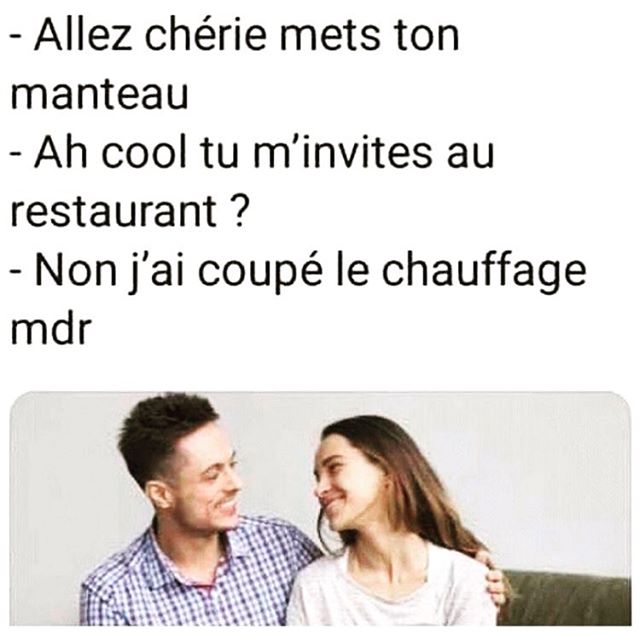 - Allez chérie mets ton
manteau
- Ah cool tu m’invites au
restaurant ?
- Non j’ai coupé le chauffage
mdr